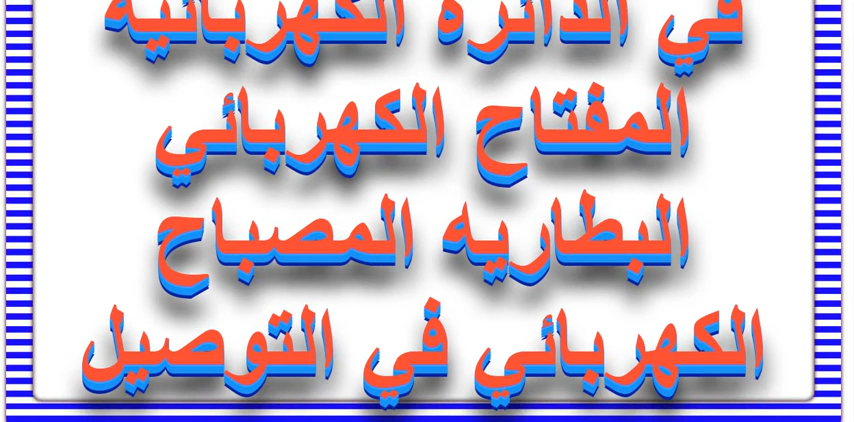 في الدائرة الكهربائية
المفتاح الكهربائي
البطاريه المصباح
الكهربائي في التوصيل